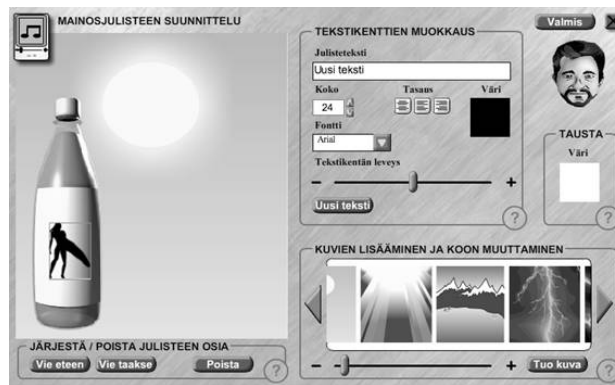 MAINOSJULISTEEN SUUNNITTELU
TEKSTIKENTTIEN MUOKKAUS
Julisteteksti
Uusi teksti
Koko
Tasaus
Väri
24
Fontti
Arial
Tekstikentän leveys
- +
Uusi teksti
?
Valmis
TAUSTA
Väri
?
KUVIEN LISÄÄMINEN JA KOON MUUTTAMINEN
- +
Tuo kuva
?
JÄRJESTÄ / POISTA JULISTEEN OSIA
Vie eteen
Vie taakse
Poista
?